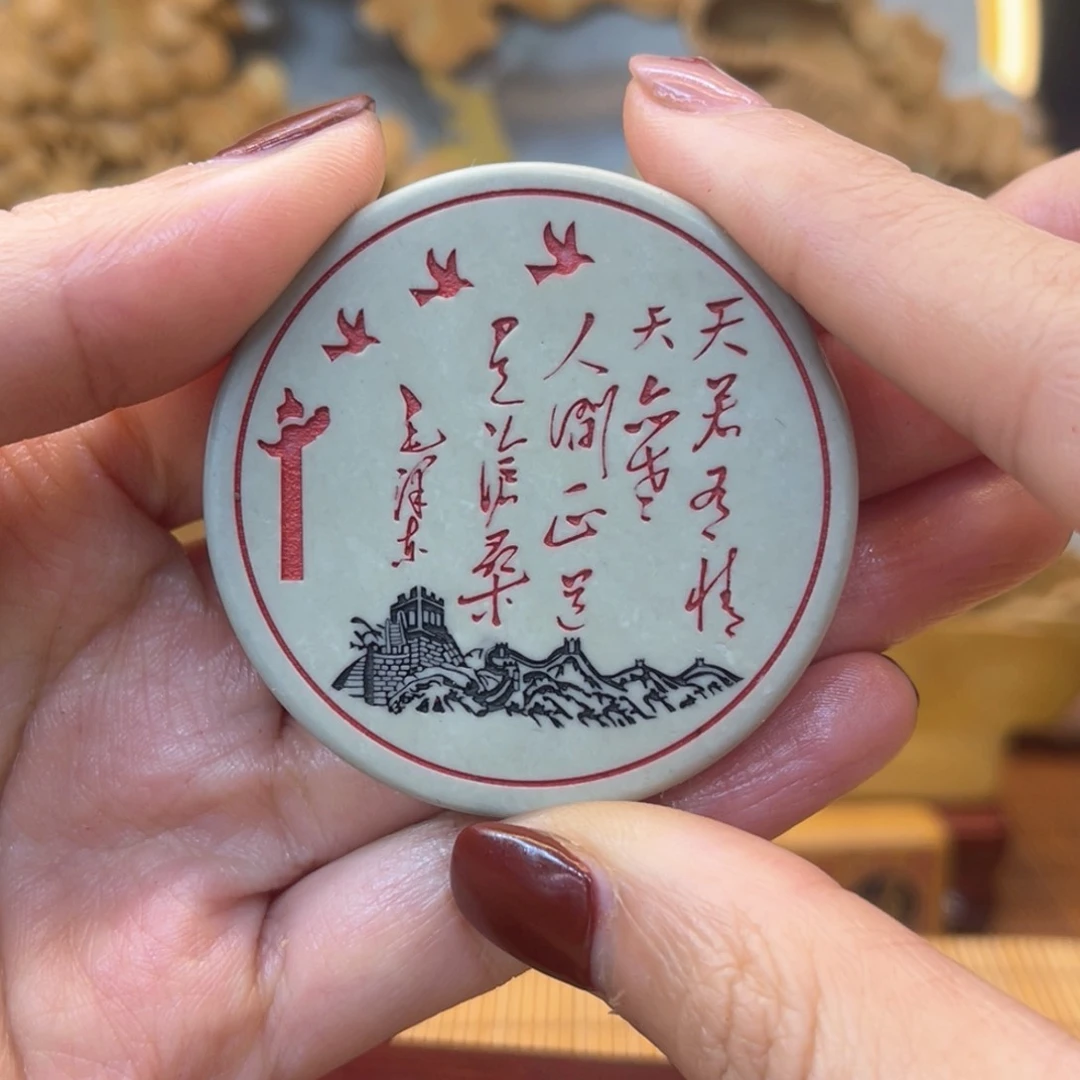 天若有情
天亦老
人间正道
是沧桑
毛泽东